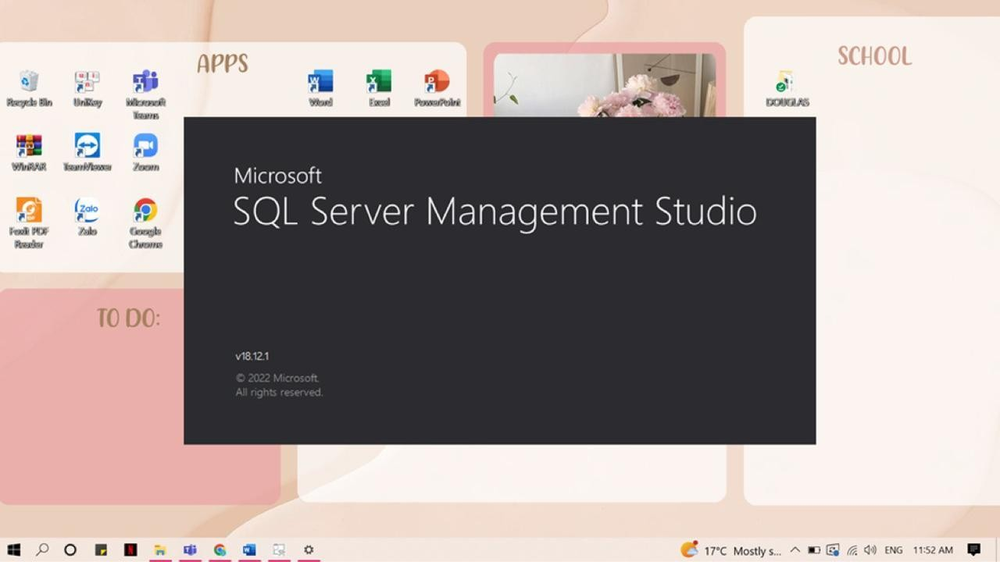 APPS
SCHOOL
Recycle Bin
UniKey
Microsoft
Teams
Word
Excel
PowerPoint
DOUGLAS
WinRAR
TeamViewer
Zoom
Foxit PDF
Reader
Zalo
Zalo
Google
Chrome
Microsoft
SQL Server Management Studio
v18.12.1
© 2022 Microsoft.
All rights reserved.
TO DO:
17°C Mostly s...
ENG
11:52 AM